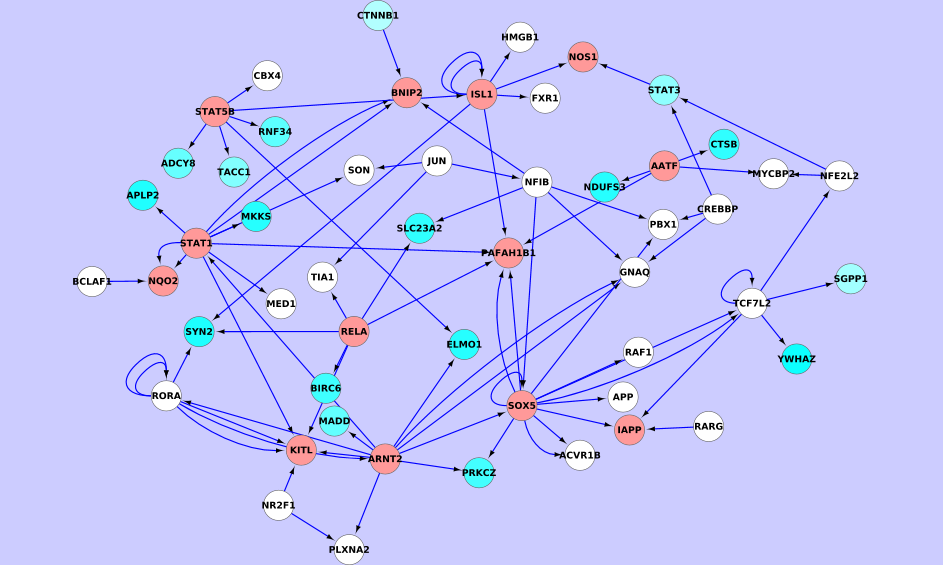 CTNNB1
HMGB1
NOS1
CBX4
BNIP2
ISL1
FXR1
STAT3
STAT5B
RNF34
CTSB
ADCY8
TACC1
SON
JUN
AATF
MYCBP2
NFE2L2
NFIB
NDUFS3
APLP2
MKKS
SLC23A2
PBX1
CREBBP
STAT1
PAFAH1B1
GNAQ
BCLAF1
NQO2
TIA1
MED1
TCF7L2
SGPP1
SYN2
RELA
ELMO1
RAF1
YWHAZ
RORA
BIRC6
SOX5
APP
MADD
IAPP
RARG
KITL
ARNT2
ACVR1B
PRKCZ
NR2F1
PLXNA2